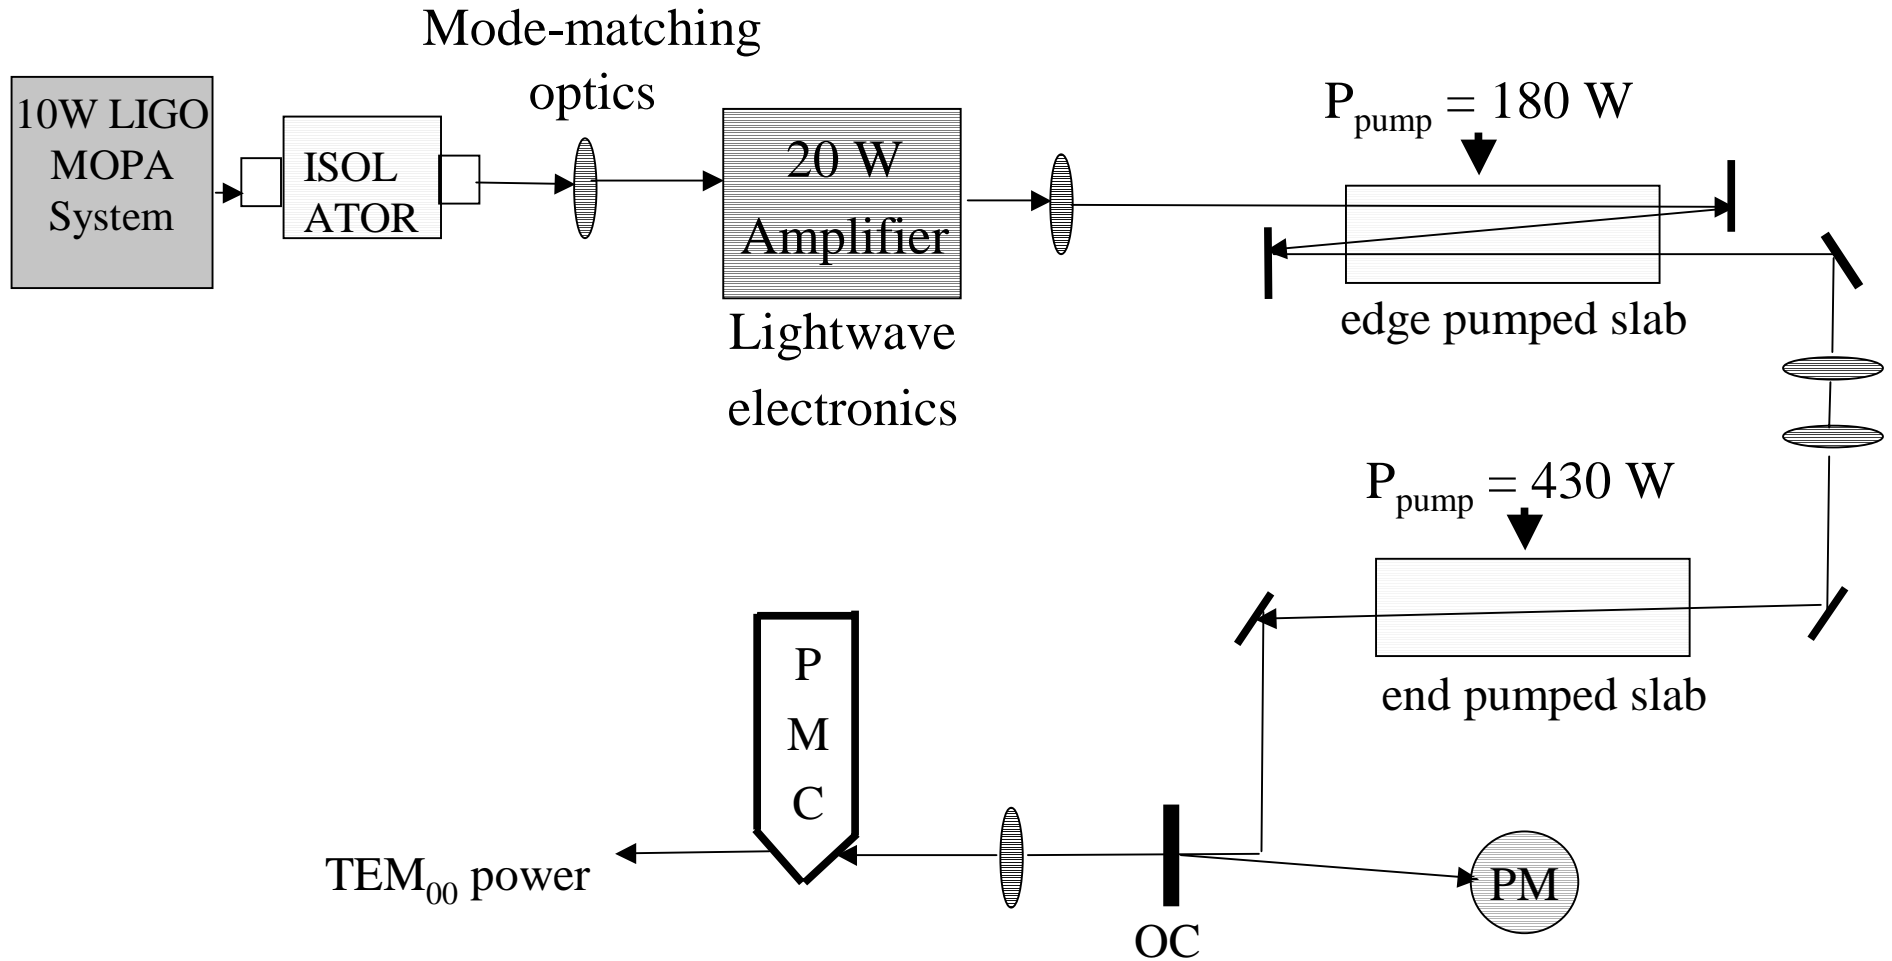 Mode-matching
optics
10W LIGO
MOPA
System
ISOL
ATOR
20 W
Amplifier
Lightwave
electronics
P_pump = 180 W
edge pumped slab
P_pump = 430 W
end pumped slab
P
M
C
TEM_00 power
OC
PM